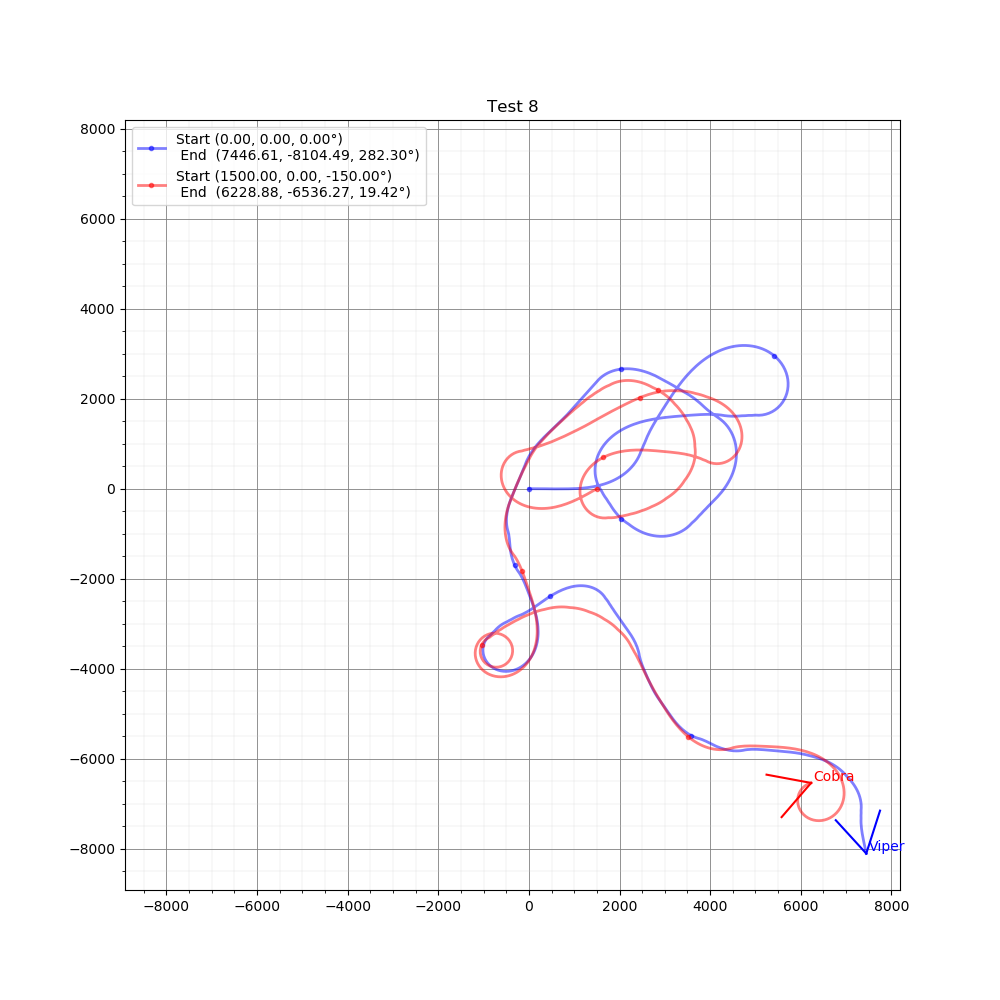 Test 8
Start (0.00, 0.00, 0.00°)
End  (7446.61, -8104.49, 282.30°)
Start (1500.00, 0.00, -150.00°)
End  (6228.88, -6536.27, 19.42°)
8000
6000
4000
2000
0
−2000
−4000
−6000
−8000
Cobra
Viper
−8000 −6000 −4000 −2000 0 2000 4000 6000 8000